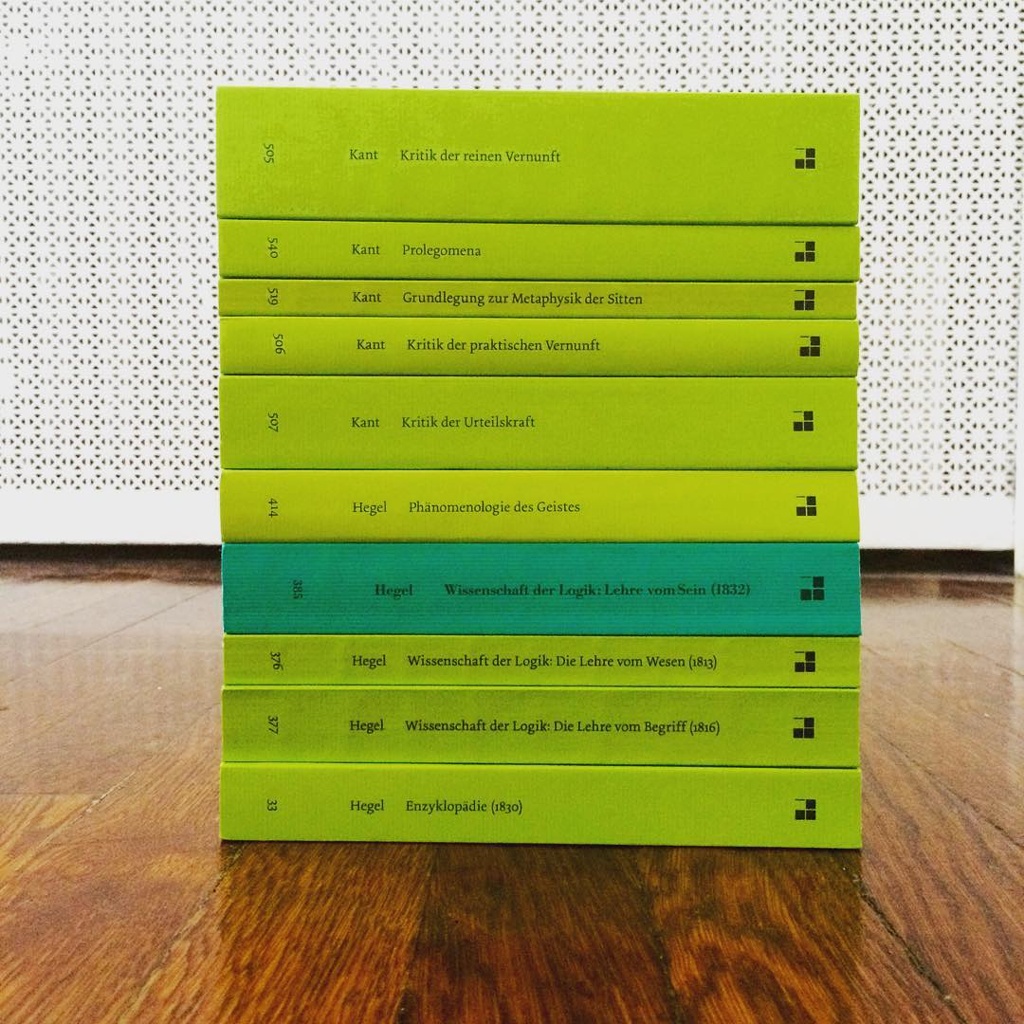 505 Kant Kritik der reinen Vernunft
540 Kant Prolegomena
519 Kant Grundlegung zur Metaphysik der Sitten
506 Kant Kritik der praktischen Vernunft
507 Kant Kritik der Urteilskraft
414 Hegel Phänomenologie des Geistes
385 Hegel Wissenschaft der Logik: Lehre vom Sein (1832)
376 Hegel Wissenschaft der Logik: Die Lehre vom Wesen (1813)
377 Hegel Wissenschaft der Logik: Die Lehre vom Begriff (1816)
33 Hegel Enzyklopädie (1830)